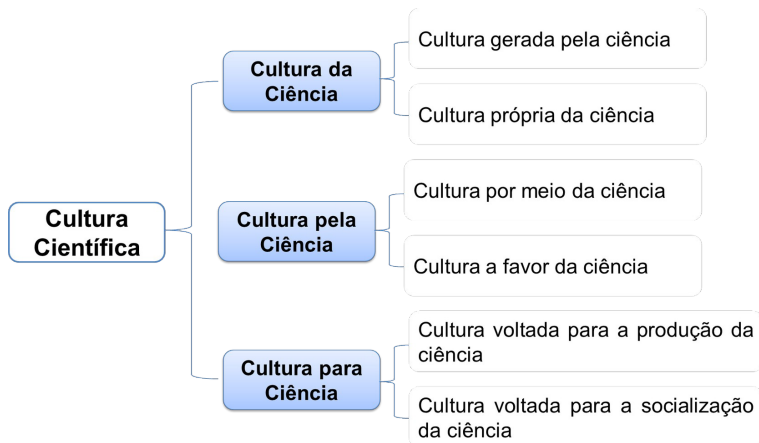 Cultura
Científica
Cultura da
Ciência
Cultura gerada pela ciência
Cultura própria da ciência
Cultura pela
Ciência
Cultura por meio da ciência
Cultura a favor da ciência
Cultura para
Ciência
Cultura voltada para a produção da
ciência
Cultura voltada para a socialização
da ciência